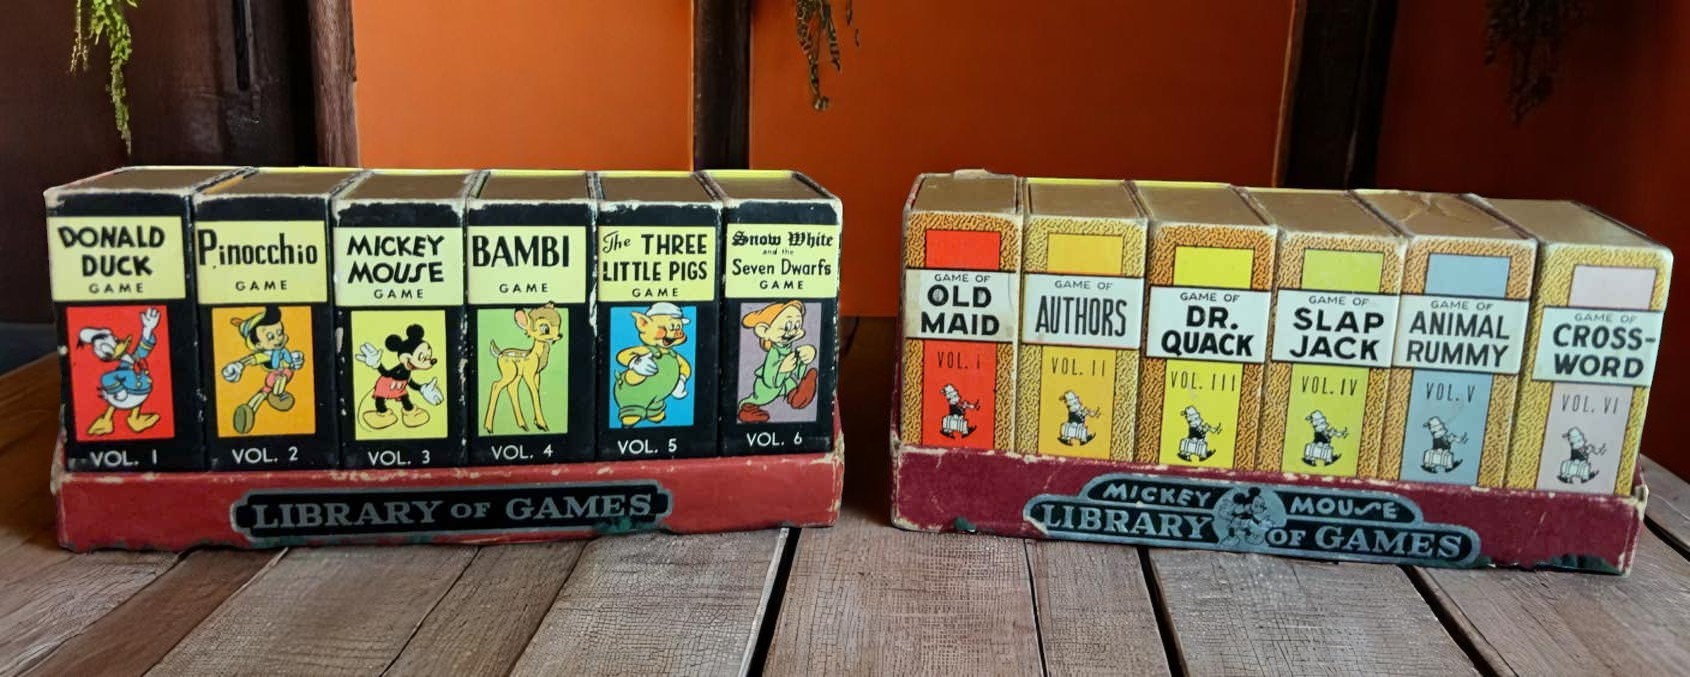 DONALD
DUCK
GAME
VOL. 1
Pinocchio
GAME
VOL. 2
MICKEY
MOUSE
GAME
VOL. 3
BAMBI
GAME
VOL. 4
The THREE
LITTLE PIGS
GAME
VOL. 5
Snow White
and the
Seven Dwarfs
GAME
VOL. 6
LIBRARY OF GAMES
GAME OF
OLD
MAID
VOL. I
GAME OF
AUTHORS
VOL. II
GAME OF
DR.
QUACK
VOL. III
GAME OF
SLAP
JACK
VOL. IV
GAME OF
ANIMAL
RUMMY
VOL. V
GAME OF
CROSS-
WORD
VOL. VI
MICKEY MOUSE
LIBRARY OF GAMES